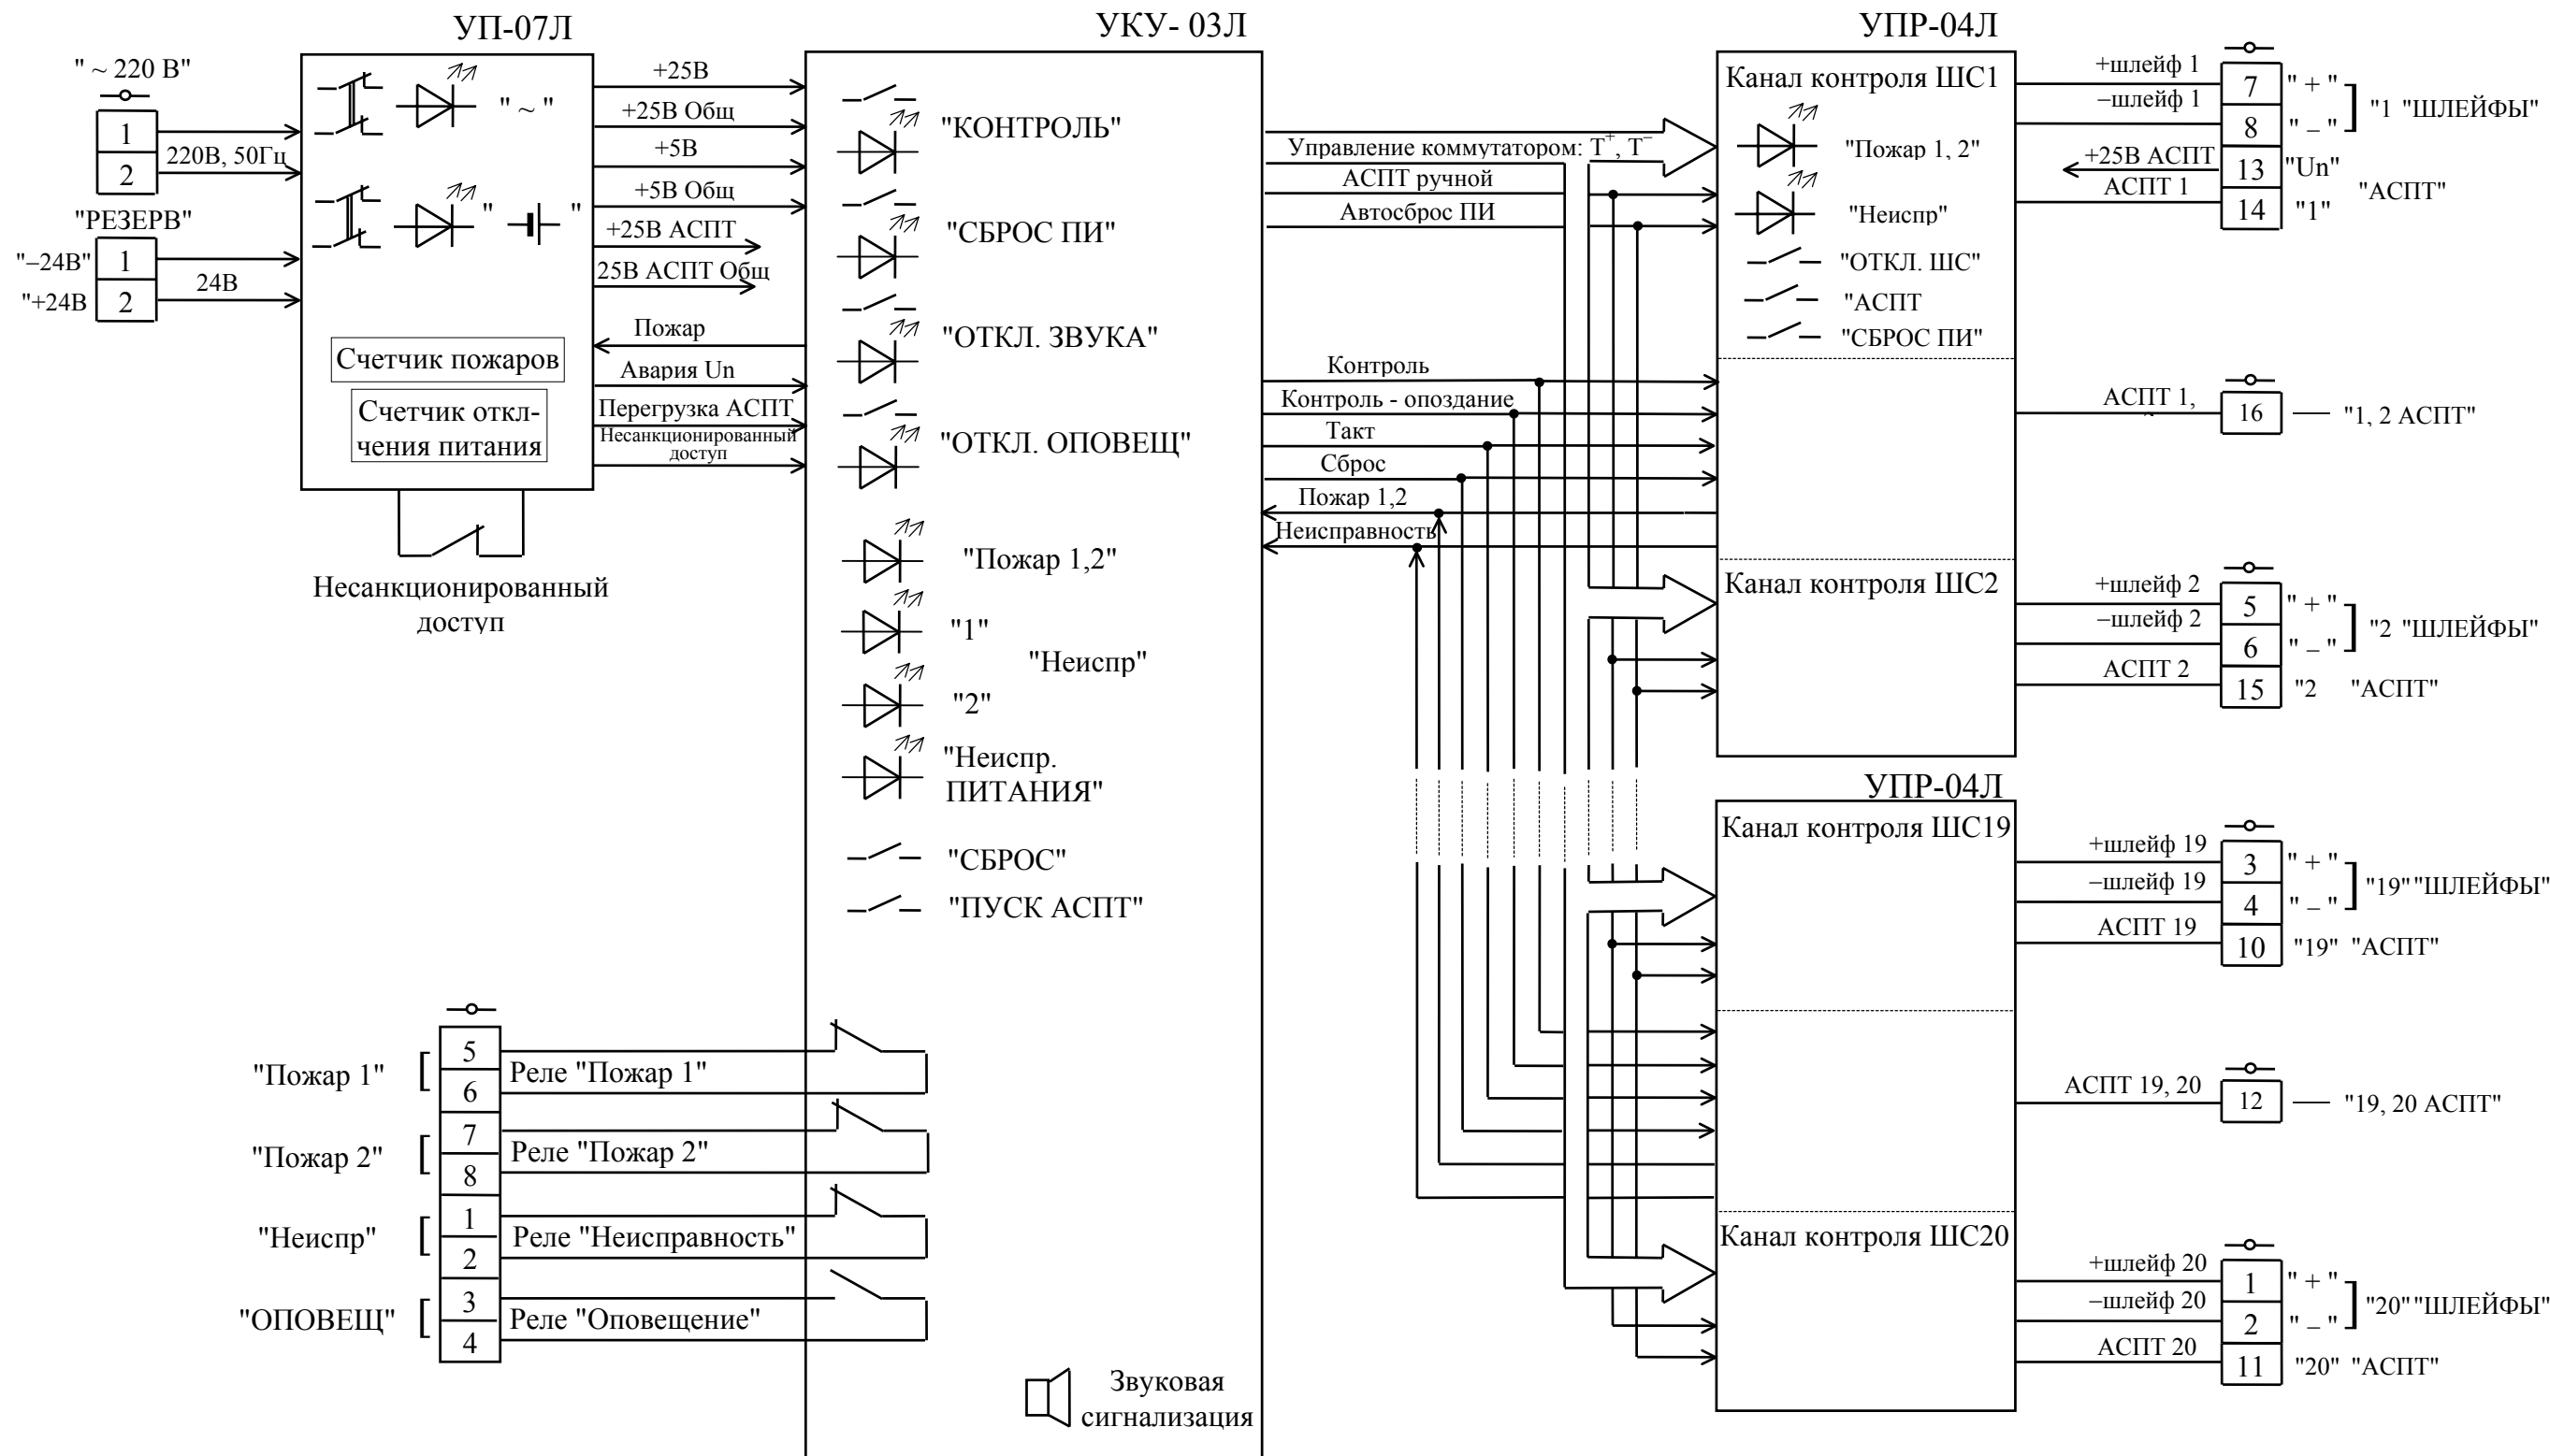 УП-07Л
" ~ 220 В"
1
2
220В, 50Гц
"РЕЗЕРВ"
"–24В"
1
"+24В
2
24В
" ~ "
" "
Счетчик пожаров
Счетчик откл-
чения питания
Несанкционированный
доступ
+25В
+25В Общ
+5В
+5В Общ
+25В АСПТ
25В АСПТ Общ
Пожар
Авария Un
Перегрузка АСПТ
Несанкционированный
доступ
УКУ- 03Л
"КОНТРОЛЬ"
"СБРОС ПИ"
"ОТКЛ. ЗВУКА"
"ОТКЛ. ОПОВЕЩ"
"Пожар 1,2"
"1"
"Неиспр"
"2"
"Неиспр.
ПИТАНИЯ"
"СБРОС"
"ПУСК АСПТ"
"Пожар 1"
5
6
Реле "Пожар 1"
"Пожар 2"
7
8
Реле "Пожар 2"
"Неиспр"
1
2
Реле "Неисправность"
"ОПОВЕЩ"
3
4
Реле "Оповещение"
Звуковая
сигнализация
Управление коммутатором: Т+, Т–
АСПТ ручной
Автосброс ПИ
Контроль
Контроль - опоздание
Такт
Сброс
Пожар 1,2
Неисправность
УПР-04Л
Канал контроля ШС1
"Пожар 1, 2"
"Неиспр"
"ОТКЛ. ШС"
"АСПТ
"СБРОС ПИ"
Канал контроля ШС2
+шлейф 1
7
" + "
–шлейф 1
8
" – "
"1 "ШЛЕЙФЫ"
+25В АСПТ
13
"Un"
АСПТ 1
14
"1"
"АСПТ"
АСПТ 1,
16
"1, 2 АСПТ"
+шлейф 2
5
" + "
–шлейф 2
6
" – "
"2 "ШЛЕЙФЫ"
АСПТ 2
15
"2 "АСПТ"
УПР-04Л
Канал контроля ШС19
Канал контроля ШС20
+шлейф 19
3
" + "
–шлейф 19
4
" – "
"19" "ШЛЕЙФЫ"
АСПТ 19
10
"19" "АСПТ"
АСПТ 19, 20
12
"19, 20 АСПТ"
+шлейф 20
1
" + "
–шлейф 20
2
" – "
"20" "ШЛЕЙФЫ"
АСПТ 20
11
"20" "АСПТ"